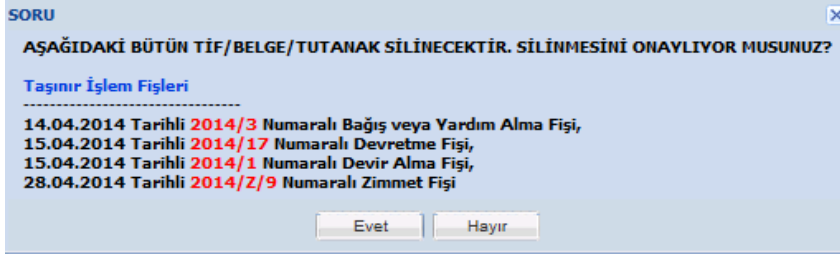 SORU
AŞAĞIDAKİ BÜTÜN TİF/BELGE/TUTANAK SİLİNECEKTİR. SİLİNMESİNİ ONAYLIYOR MUSUNUZ?
Taşınır İşlem Fişleri
---------------------------------
14.04.2014 Tarihli 2014/3 Numaralı Bağış veya Yardım Alma Fişi,
15.04.2014 Tarihli 2014/17 Numaralı Devretme Fişi,
15.04.2014 Tarihli 2014/1 Numaralı Devir Alma Fişi,
28.04.2014 Tarihli 2014/Z/9 Numaralı Zimmet Fişi
Evet Hayır